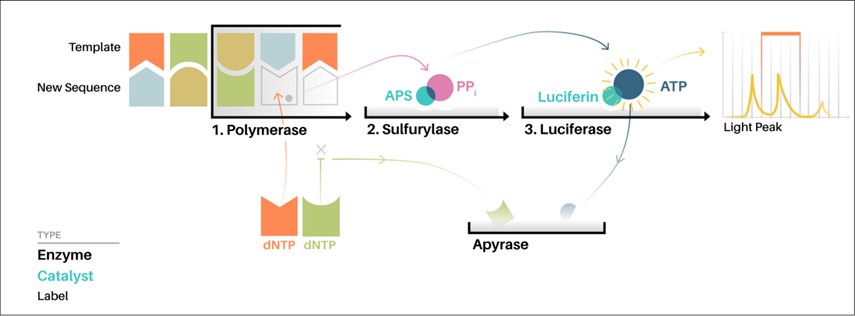 Template
New Sequence
1. Polymerase
APS
PPi
2. Sulfurylase
Luciferin
ATP
3. Luciferase
Light Peak
dNTP
dNTP
Apyrase
TYPE
Enzyme
Catalyst
Label